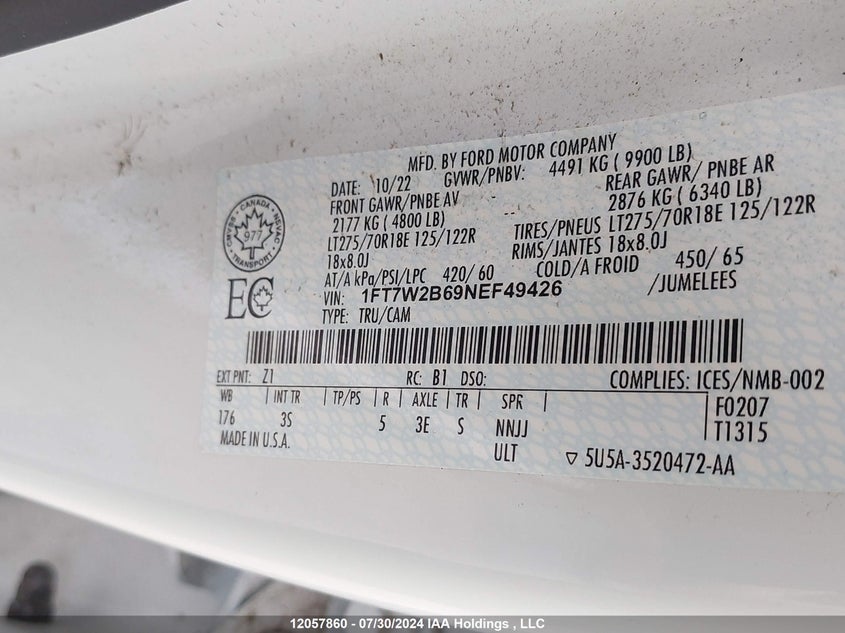 MFD. BY FORD MOTOR COMPANY
DATE: 10/22 GVWR/PNBV: 4491 KG ( 9900 LB)
FRONT GAWR/PNBE AV REAR GAWR/ PNBE AR
2177 KG ( 4800 LB) 2876 KG ( 6340 LB)
LT275/70R18E 125/122R TIRES/PNEUS LT275/70R18E 125/122R
18x8.0J RIMS/JANTES 18x8.0J
AT/A kPa/PSI/LPC 420/ 60 COLD/A FROID 450/ 65
VIN: 1FT7W2B69NEF49426 /JUMELEES
TYPE: TRU/CAM
CANADA
977
TRANSPORT
EC
EXT PNT: Z1 RC: B1 DSO: COMPLIES: ICES/NMB-002
WB | INT TR | TP/PS | R | AXLE | TR | SPR | F0207
176 3S 5 3E S NNJJ T1315
MADE IN U.S.A. ULT ▽ 5U5A-3520472-AA
12057860 - 07/30/2024 IAA Holdings , LLC